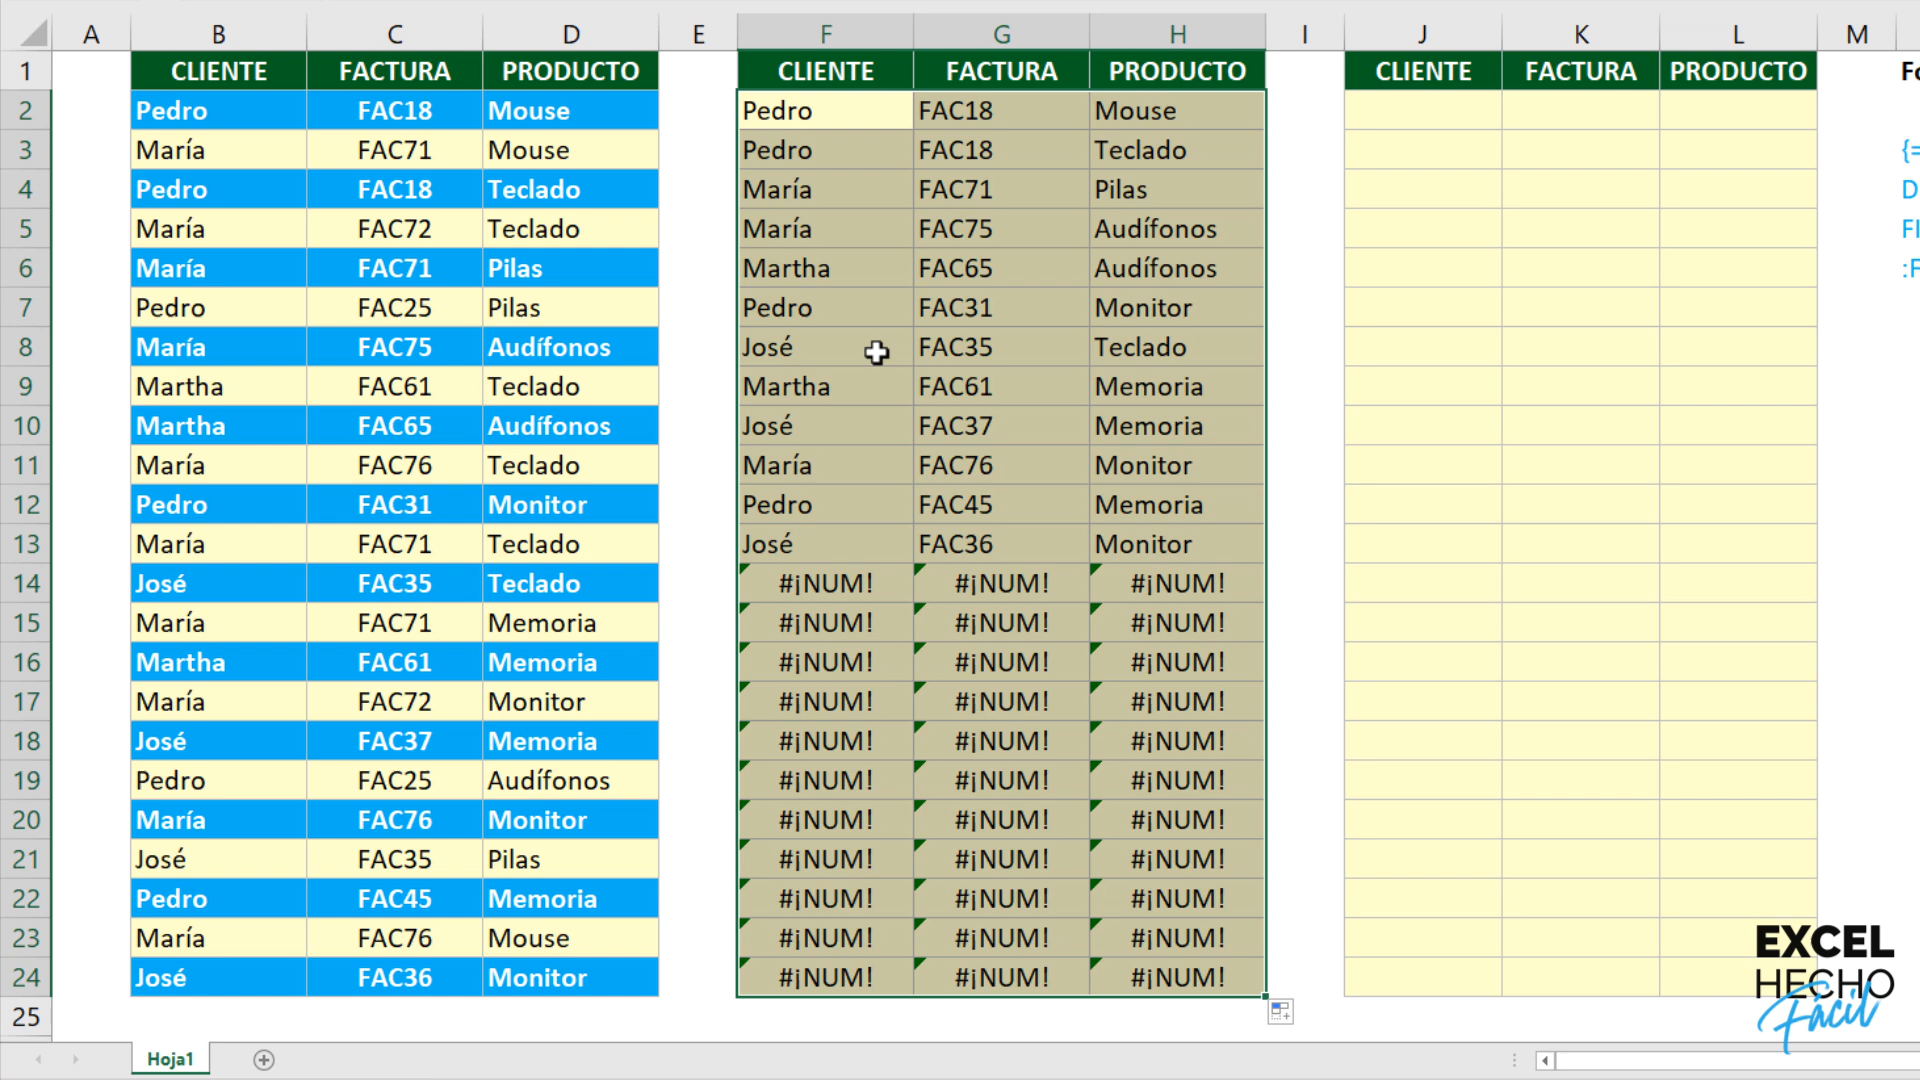 A B C D E F G H I J K L M
1 CLIENTE FACTURA PRODUCTO CLIENTE FACTURA PRODUCTO CLIENTE FACTURA PRODUCTO Fo
2 Pedro FAC18 Mouse Pedro FAC18 Mouse
3 María FAC71 Mouse Pedro FAC18 Teclado {=
4 Pedro FAC18 Teclado María FAC71 Pilas D
5 María FAC72 Teclado María FAC75 Audífonos FI
6 María FAC71 Pilas Martha FAC65 Audífonos :F
7 Pedro FAC25 Pilas Pedro FAC31 Monitor
8 María FAC75 Audífonos José FAC35 Teclado
9 Martha FAC61 Teclado Martha FAC61 Memoria
10 Martha FAC65 Audífonos José FAC37 Memoria
11 María FAC76 Teclado María FAC76 Monitor
12 Pedro FAC31 Monitor Pedro FAC45 Memoria
13 María FAC71 Teclado José FAC36 Monitor
14 José FAC35 Teclado #¡NUM! #¡NUM! #¡NUM!
15 María FAC71 Memoria #¡NUM! #¡NUM! #¡NUM!
16 Martha FAC61 Memoria #¡NUM! #¡NUM! #¡NUM!
17 María FAC72 Monitor #¡NUM! #¡NUM! #¡NUM!
18 José FAC37 Memoria #¡NUM! #¡NUM! #¡NUM!
19 Pedro FAC25 Audífonos #¡NUM! #¡NUM! #¡NUM!
20 María FAC76 Monitor #¡NUM! #¡NUM! #¡NUM!
21 José FAC35 Pilas #¡NUM! #¡NUM! #¡NUM!
22 Pedro FAC45 Memoria #¡NUM! #¡NUM! #¡NUM!
23 María FAC76 Mouse #¡NUM! #¡NUM! #¡NUM!
24 José FAC36 Monitor #¡NUM! #¡NUM! #¡NUM!
25
EXCEL
HECHO
Fácil
Hoja1